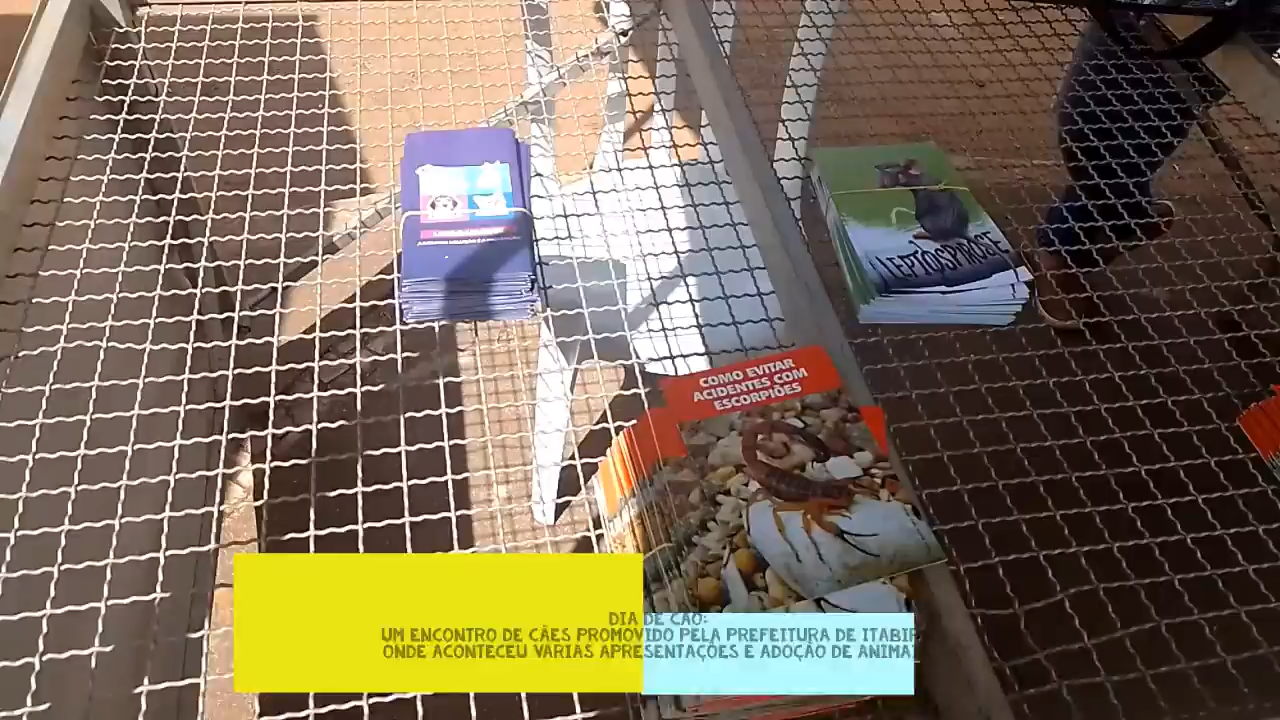 LEPTOSPIROSE
COMO EVITAR
ACIDENTES COM
ESCORPIÕES
DIA DE CÃO:
UM ENCONTRO DE CÃES PROMOVIDO PELA PREFEITURA DE ITABIR
ONDE ACONTECEU VÁRIAS APRESENTAÇÕES E ADOÇÃO DE ANIMA